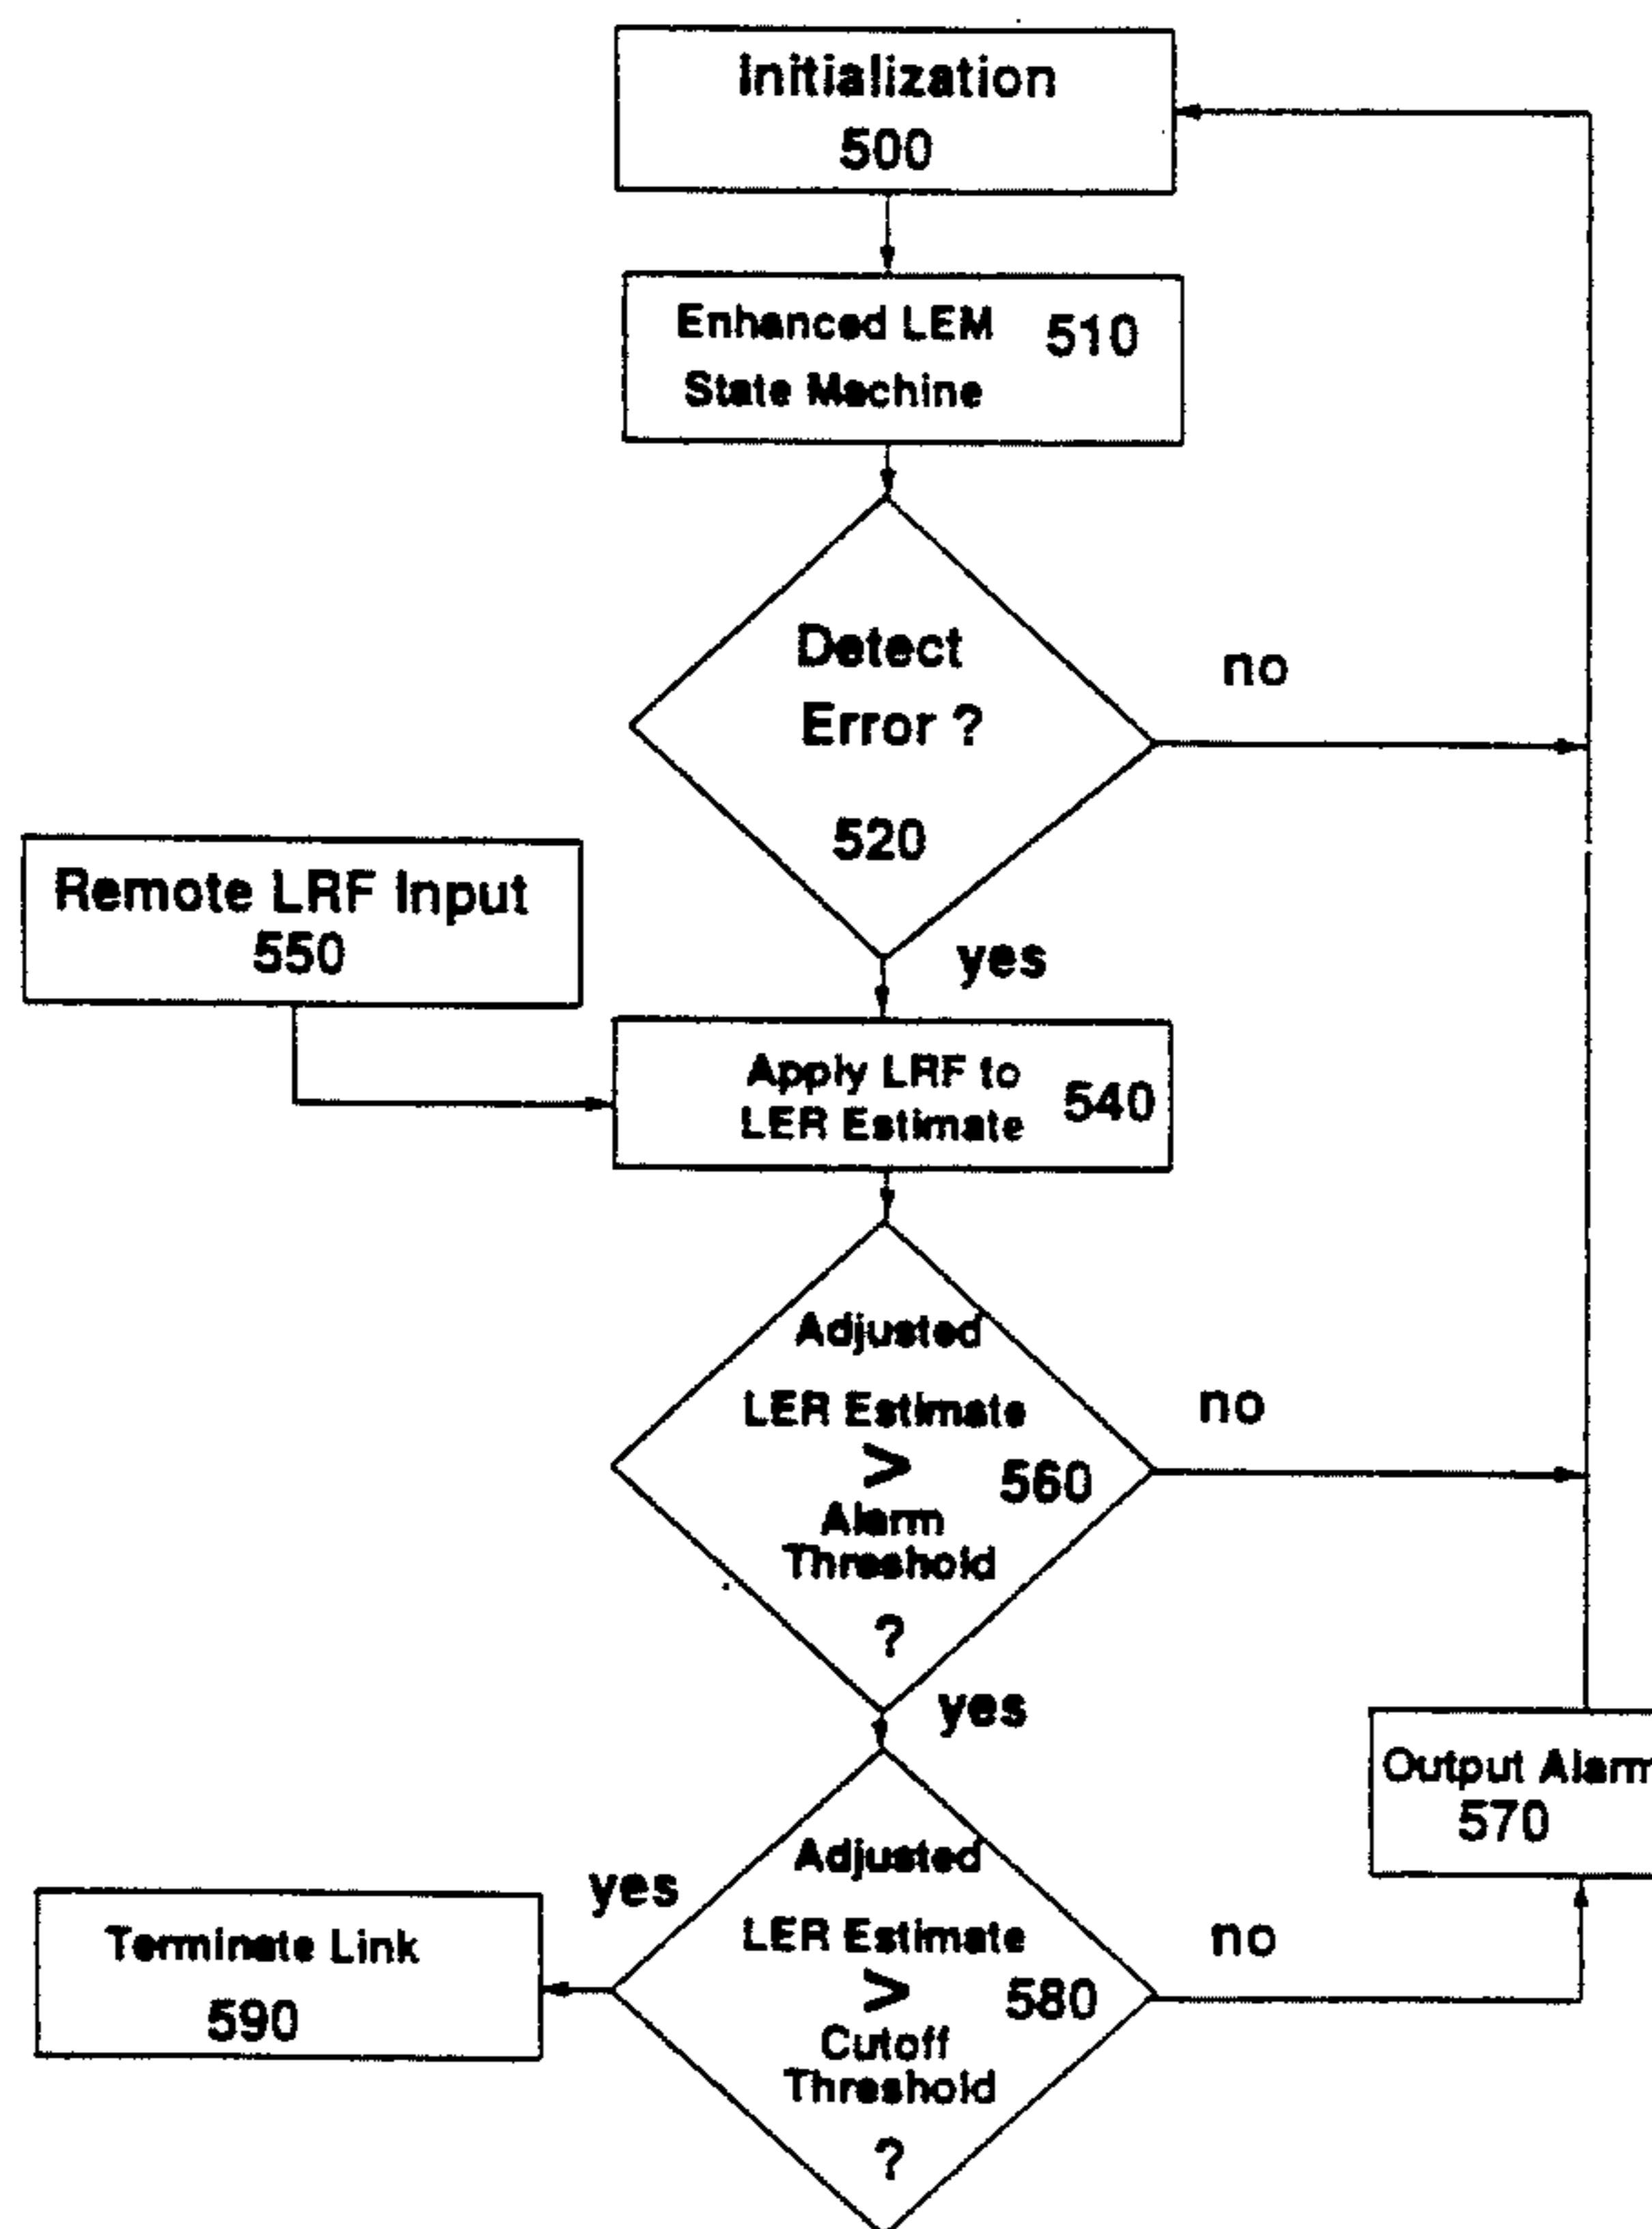 Initialization
500
Enhanced LEM 510
State Machine
Detect
Error ?
no
520
Remote LRF Input
550
yes
Apply LRF to
LER Estimate 540
Adjusted
LER Estimate
no
>
560
Alarm
Threshold
?
yes
Output Alarm
570
Adjusted
yes
LER Estimate
no
>
580
Terminate Link
590
Cutoff
Threshold
?